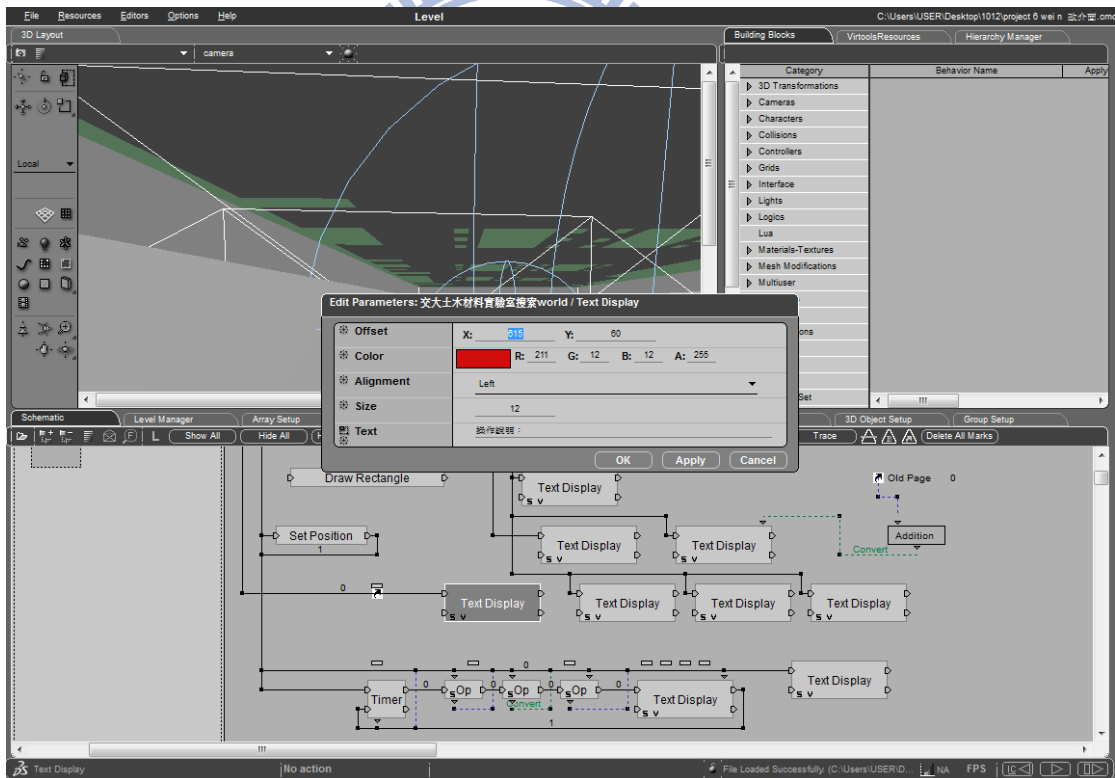 File Resources Editors Options Help Level C:\Users\USER\Desktop\1012\project 6 wei n
3D Layout Building Blocks VirtoolsResources Hierarchy Manager
camera
Category Behavior Name Apply
3D Transformations
Cameras
Characters
Collisions
Controllers
Local
Grids
Interface
Lights
Logics
Lua
Materials-Textures
Mesh Modifications
Multiuser
Edit Parameters: 交大土木材料實驗室搜索world / Text Display
Offset X: 615 Y: 60
ons
Color R: 211 G: 12 B: 12 A: 255
Alignment Left
Size 12
Set
Text 操作說明：
OK Apply Cancel
Schematic Level Manager Array Setup 3D Object Setup Group Setup
L Show All Hide All Trace Delete All Marks
Draw Rectangle Text Display S V Old Page 0
Set Position 1 Text Display S V Text Display S V Convert Addition
0 Text Display S V Text Display S V Text Display S V Text Display S V
0
Timer 0 S Op 0 S Op 0 S Op 0 Text Display S V Text Display S V
Convert
1
Text Display No action File Loaded Successfully. (C:\Users\USER\D... NA FPS